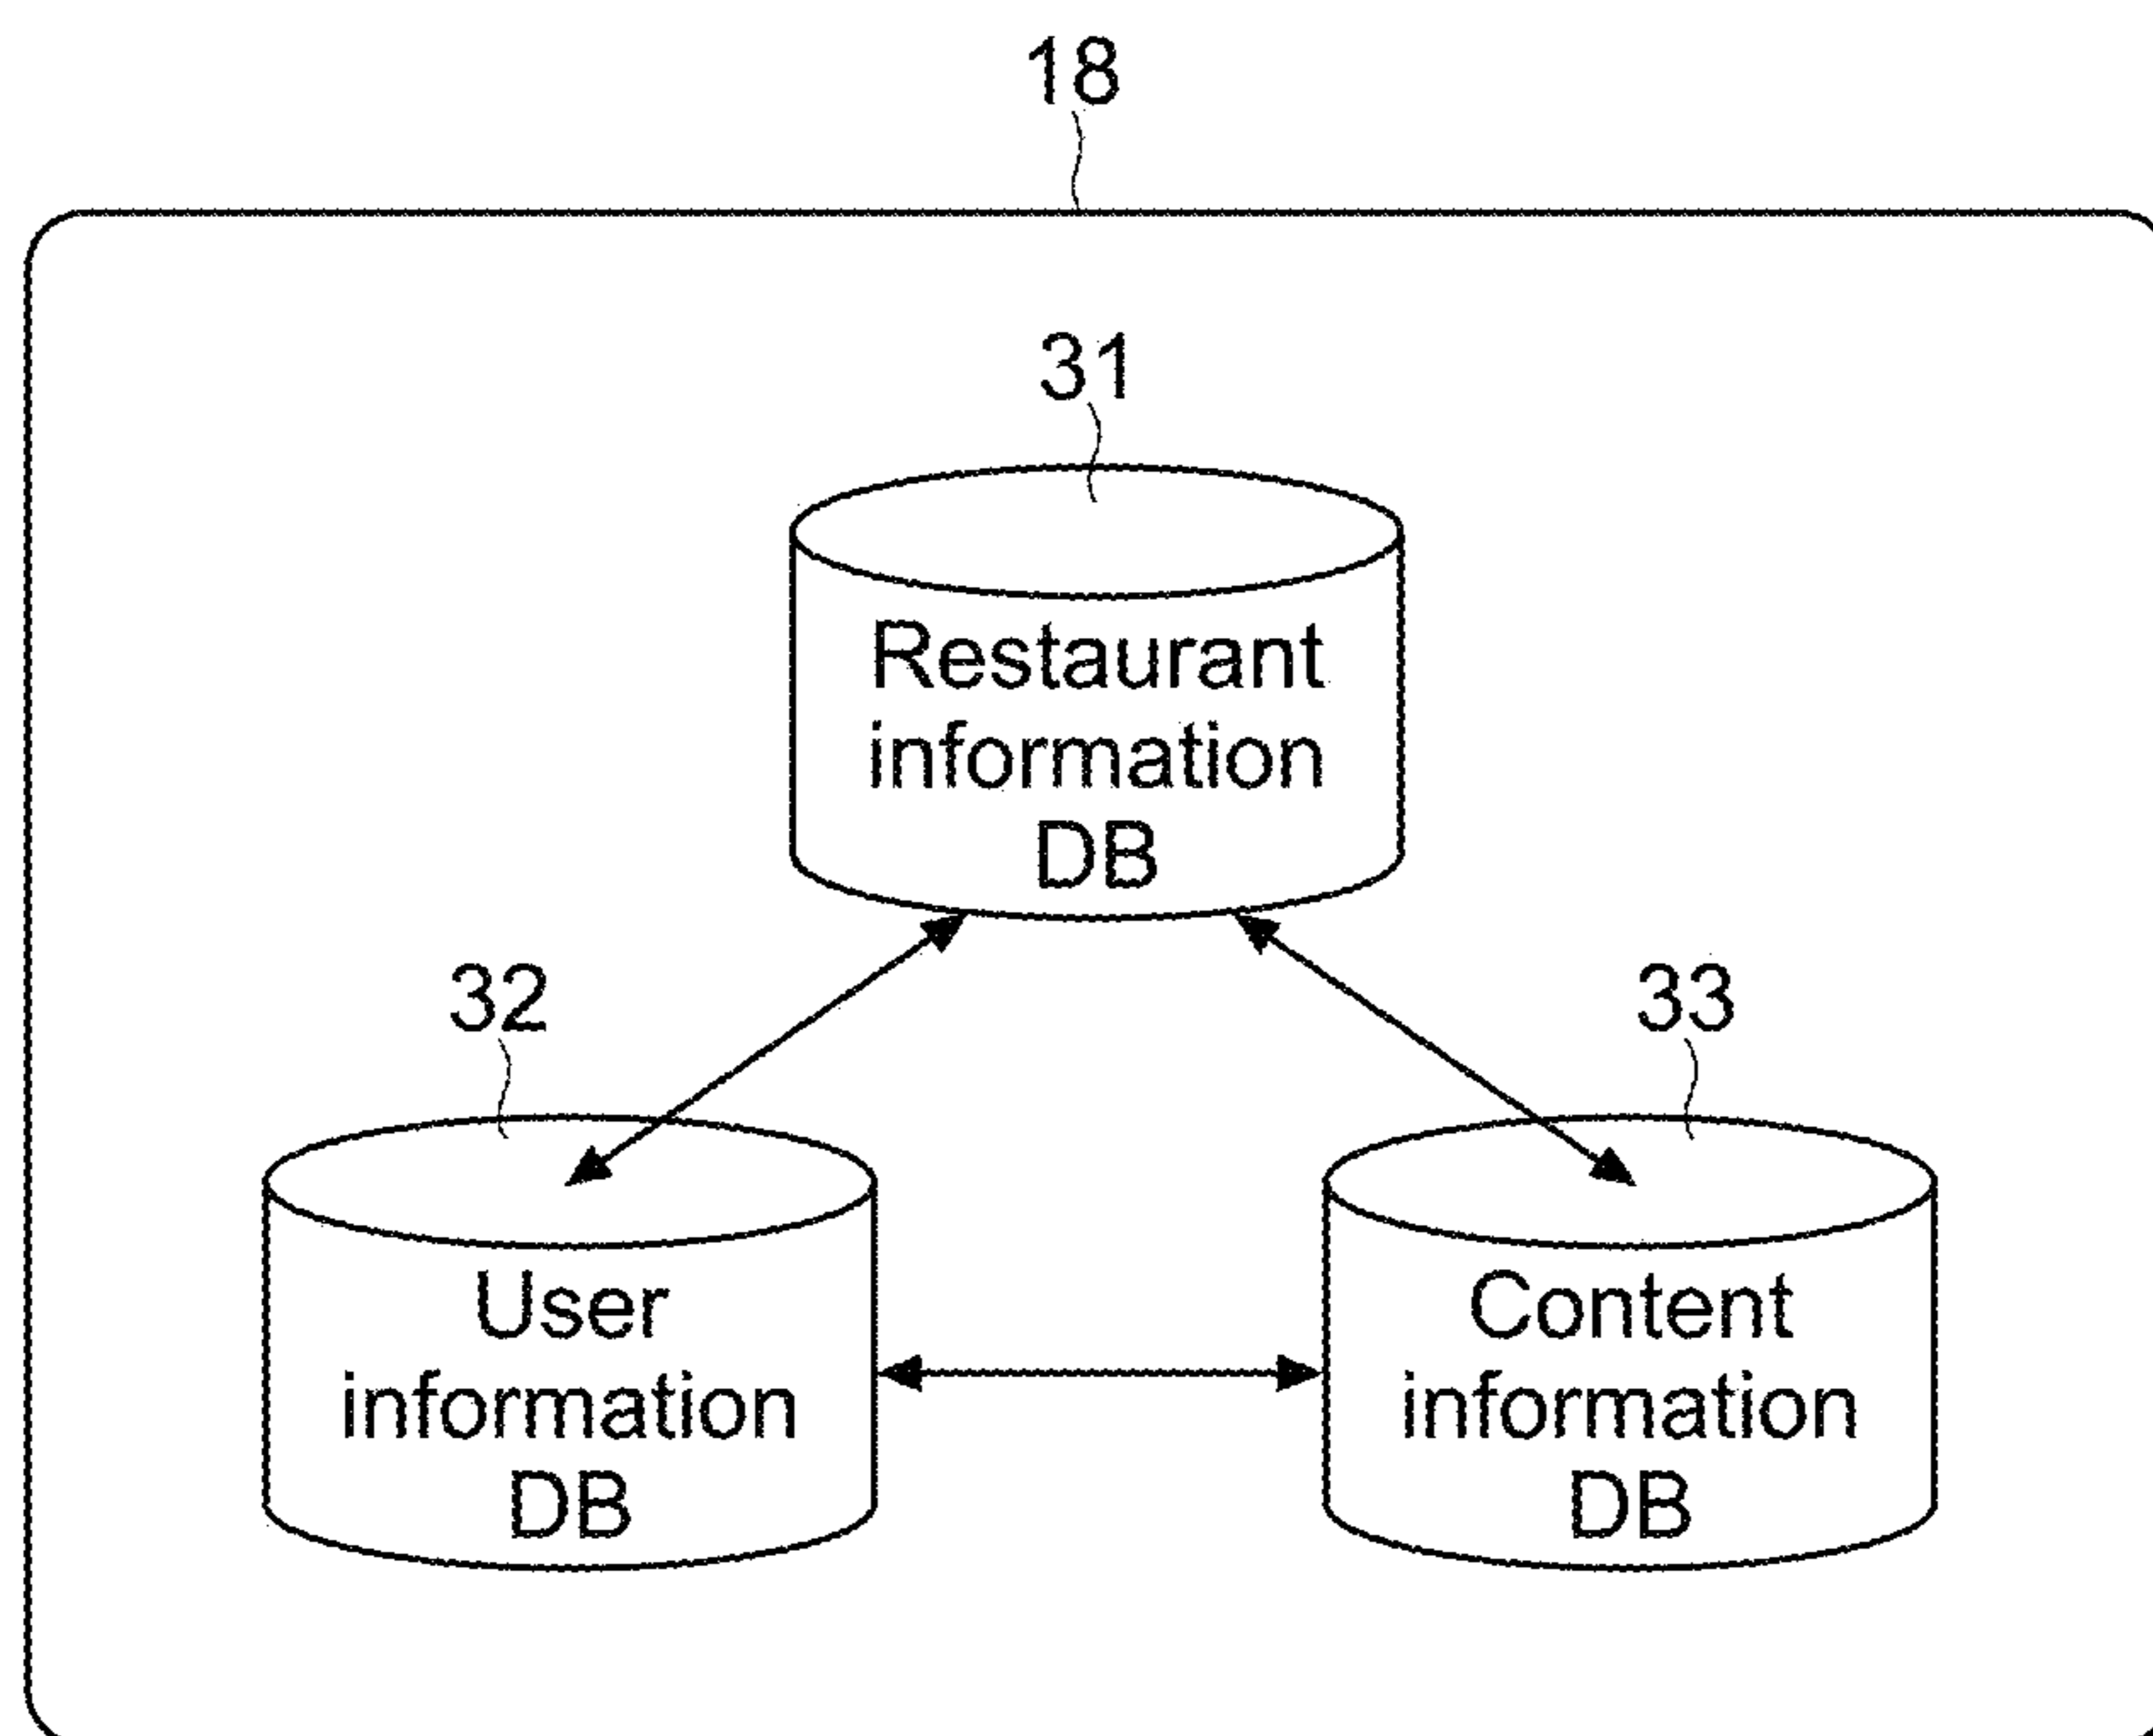 18
31
Restaurant
information
DB
32
33
User
information
DB
Content
information
DB